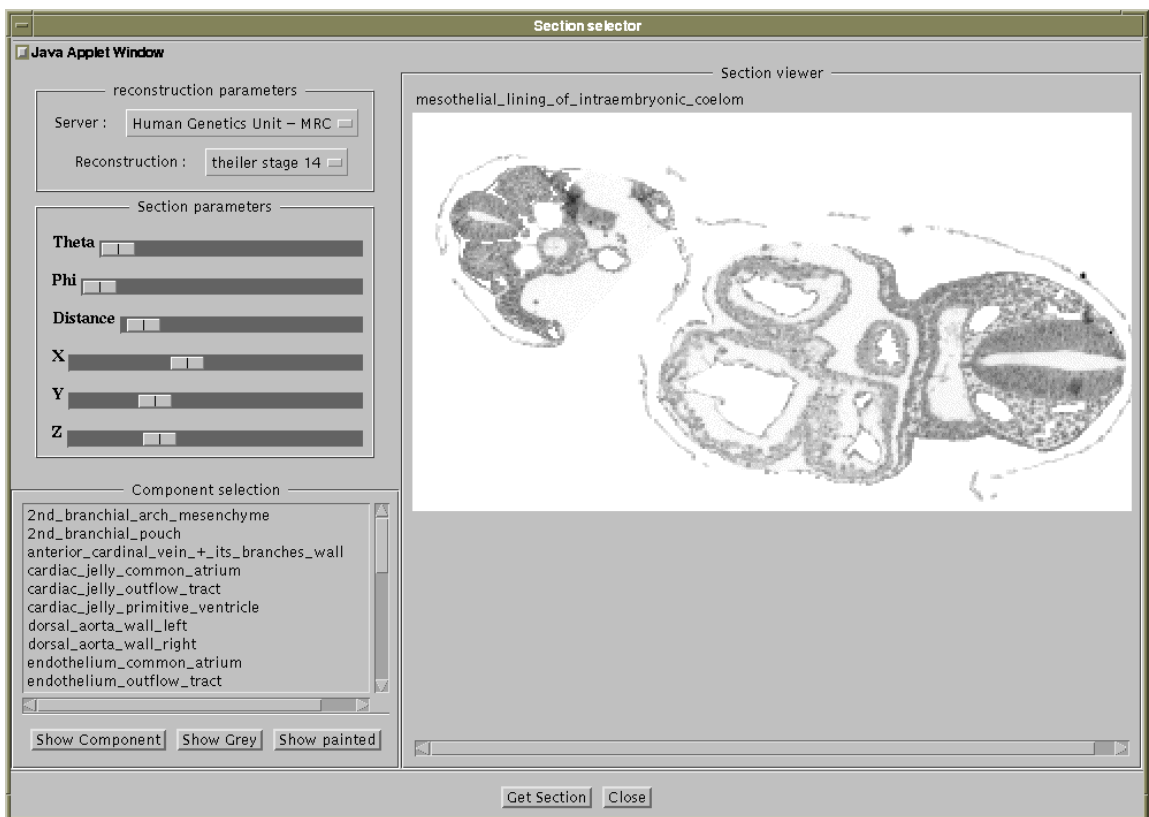 Section selector
Java Applet Window
reconstruction parameters
Server : Human Genetics Unit – MRC
Reconstruction : theiler stage 14
Section parameters
Theta
Phi
Distance
X
Y
Z
Component selection
2nd_branchial_arch_mesenchyme
2nd_branchial_pouch
anterior_cardinal_vein_+_its_branches_wall
cardiac_jelly_common_atrium
cardiac_jelly_outflow_tract
cardiac_jelly_primitive_ventricle
dorsal_aorta_wall_left
dorsal_aorta_wall_right
endothelium_common_atrium
endothelium_outflow_tract
Show Component Show Grey Show painted
Section viewer
mesothelial_lining_of_intraembryonic_coelom
Get Section Close